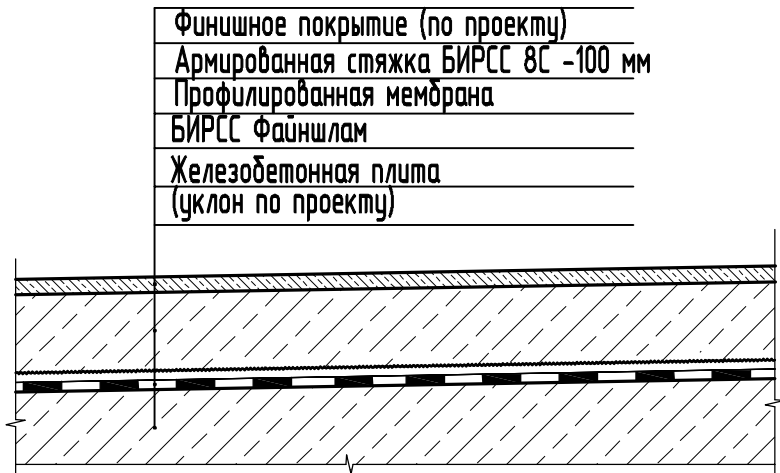 Финишное покрытие (по проекту)
Армированная стяжка БИРСС 8С -100 мм
Профилированная мембрана
БИРСС Файншлам
Железобетонная плита
(уклон по проекту)